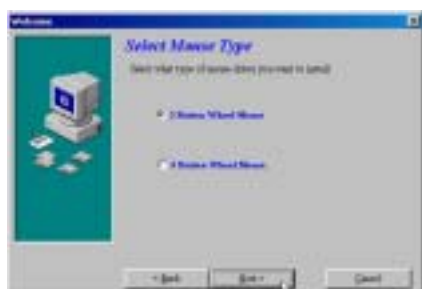 Welcome
Select Mouse Type
Select what type of mouse driver you want to install
3 Button Wheel Mouse
4 Button Wheel Mouse
< Back
Next >
Cancel